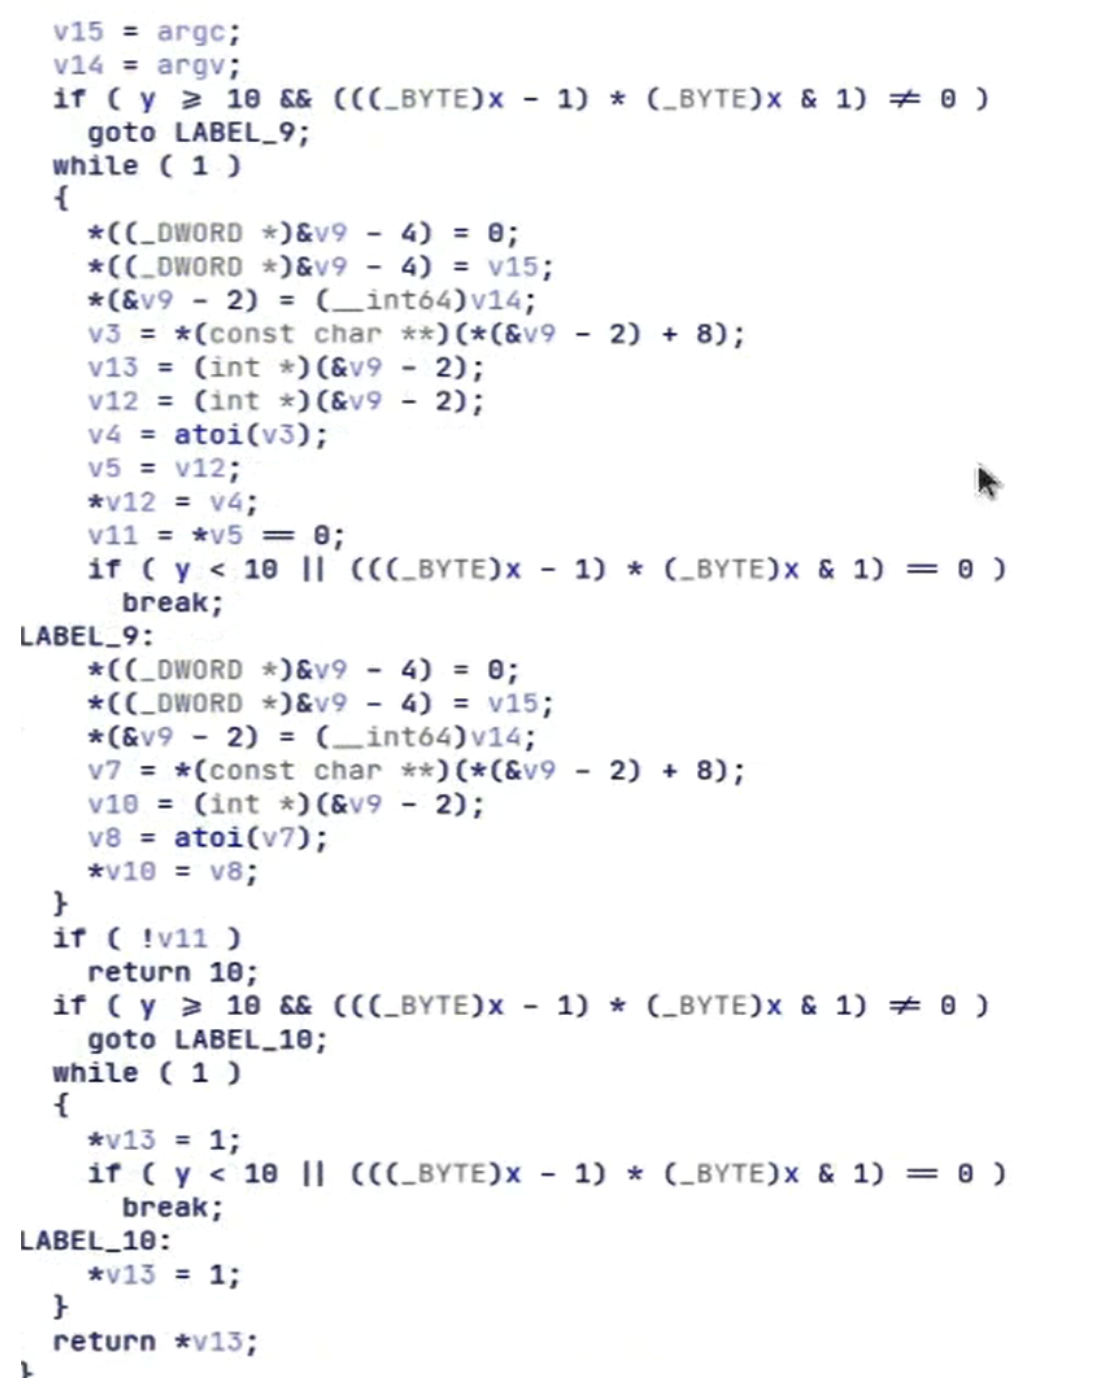 v15 = argc;
v14 = argv;
if ( y ≥ 10 && (((_BYTE)x - 1) * (_BYTE)x & 1) ≠ 0 )
goto LABEL_9;
while ( 1 )
{
*((_DWORD *)&v9 - 4) = 0;
*((_DWORD *)&v9 - 4) = v15;
*(&v9 - 2) = (__int64)v14;
v3 = *(const char **)(*(&v9 - 2) + 8);
v13 = (int *)(&v9 - 2);
v12 = (int *)(&v9 - 2);
v4 = atoi(v3);
v5 = v12;
*v12 = v4;
v11 = *v5 == 0;
if ( y < 10 || (((_BYTE)x - 1) * (_BYTE)x & 1) == 0 )
break;
LABEL_9:
*((_DWORD *)&v9 - 4) = 0;
*((_DWORD *)&v9 - 4) = v15;
*(&v9 - 2) = (__int64)v14;
v7 = *(const char **)(*(&v9 - 2) + 8);
v10 = (int *)(&v9 - 2);
v8 = atoi(v7);
*v10 = v8;
}
if ( !v11 )
return 10;
if ( y ≥ 10 && (((_BYTE)x - 1) * (_BYTE)x & 1) ≠ 0 )
goto LABEL_10;
while ( 1 )
{
*v13 = 1;
if ( y < 10 || (((_BYTE)x - 1) * (_BYTE)x & 1) == 0 )
break;
LABEL_10:
*v13 = 1;
}
return *v13;
}